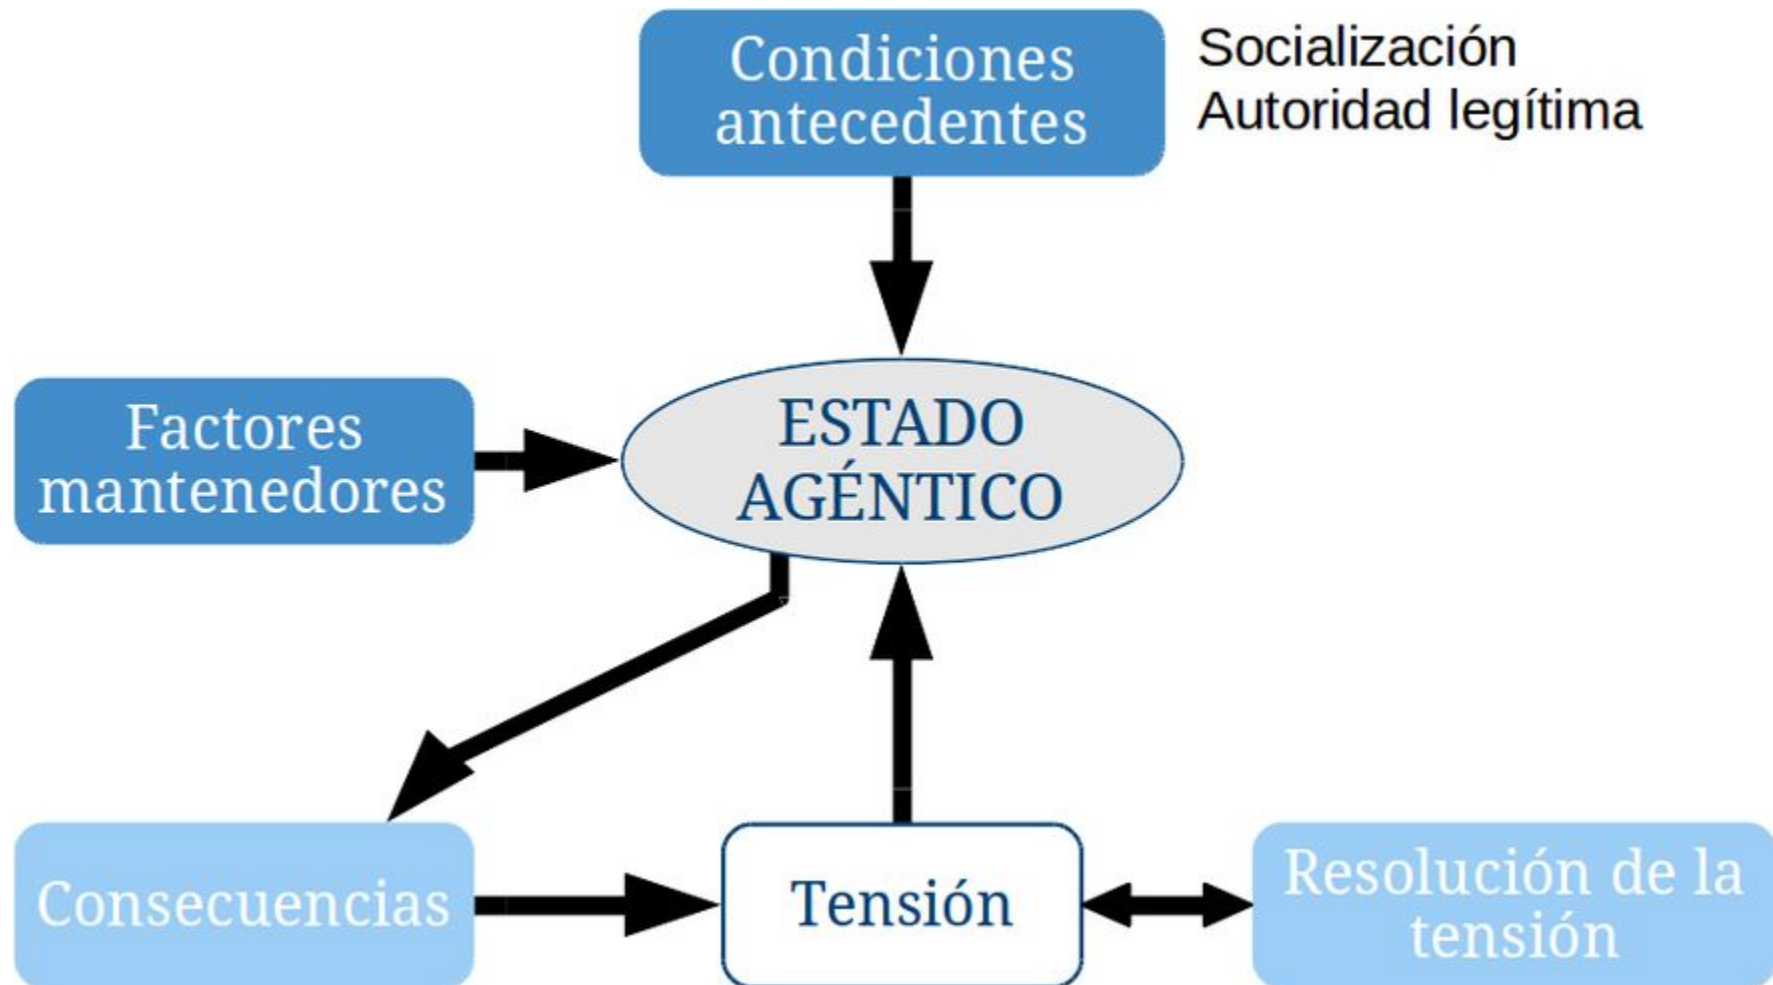 Condiciones
antecedentes
Socialización
Autoridad legítima
Factores
mantenedores
ESTADO
AGÉNTICO
Consecuencias
Tensión
Resolución de la
tensión